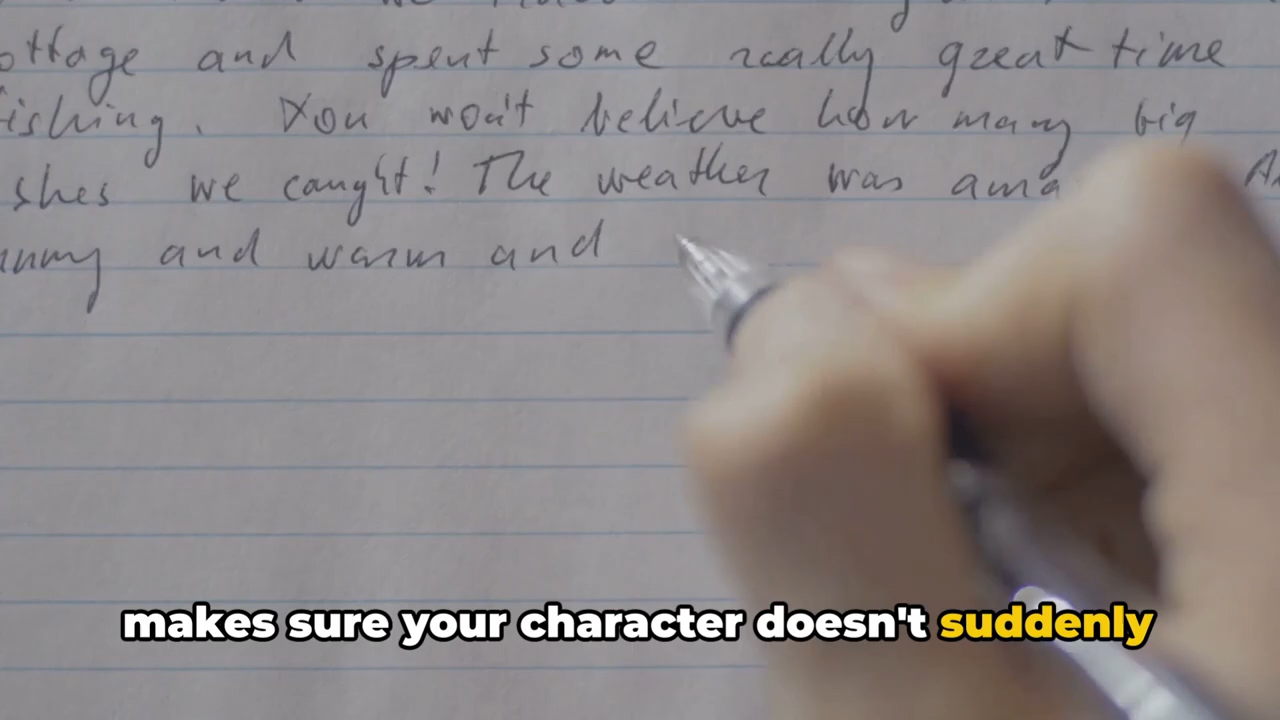 ottage and spent some really great time
ishing. You won't believe how many big
shes we caught! The weather was ama
and warm and
makes sure your character doesn't suddenly